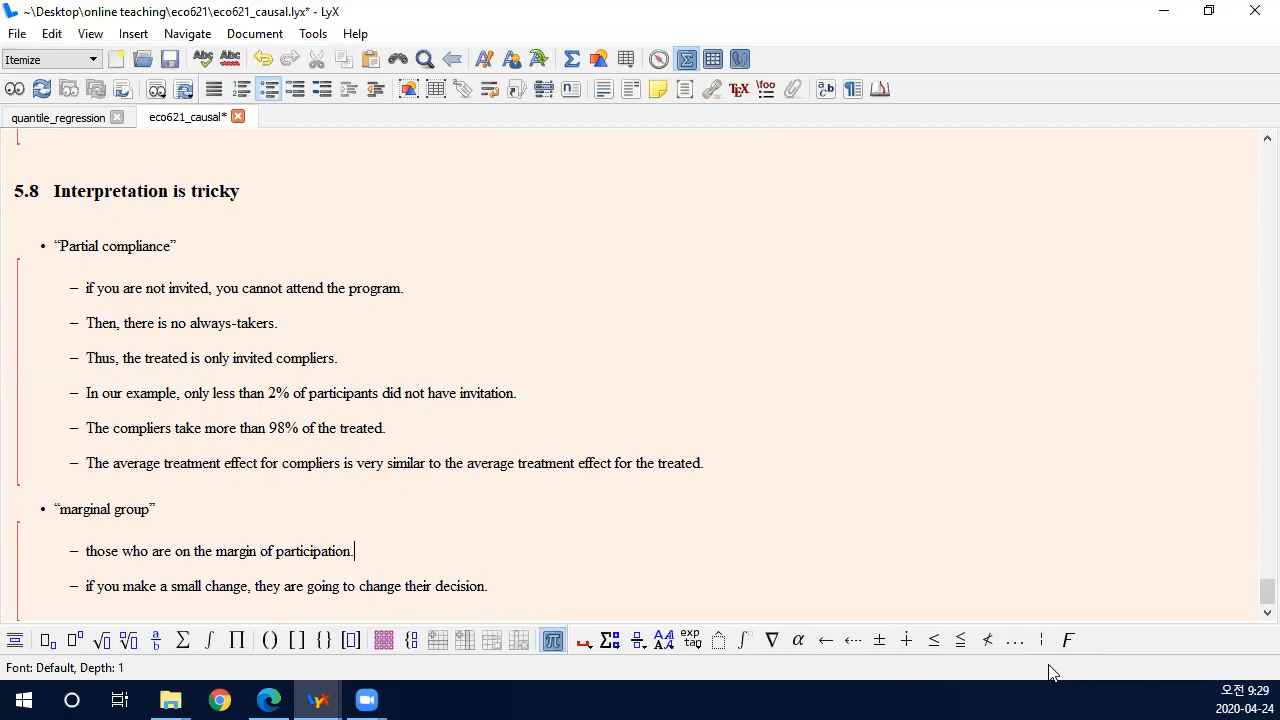 ~\Desktop\online teaching\eco621\eco621_causal.lyx* - LyX
File Edit View Insert Navigate Document Tools Help
Itemize
quantile_regression eco621_causal*
5.8 Interpretation is tricky
• “Partial compliance”
– if you are not invited, you cannot attend the program.
– Then, there is no always-takers.
– Thus, the treated is only invited compliers.
– In our example, only less than 2% of participants did not have invitation.
– The compliers take more than 98% of the treated.
– The average treatment effect for compliers is very similar to the average treatment effect for the treated.
• “marginal group”
– those who are on the margin of participation.
– if you make a small change, they are going to change their decision.
Font: Default, Depth: 1
오전 9:29
2020-04-24